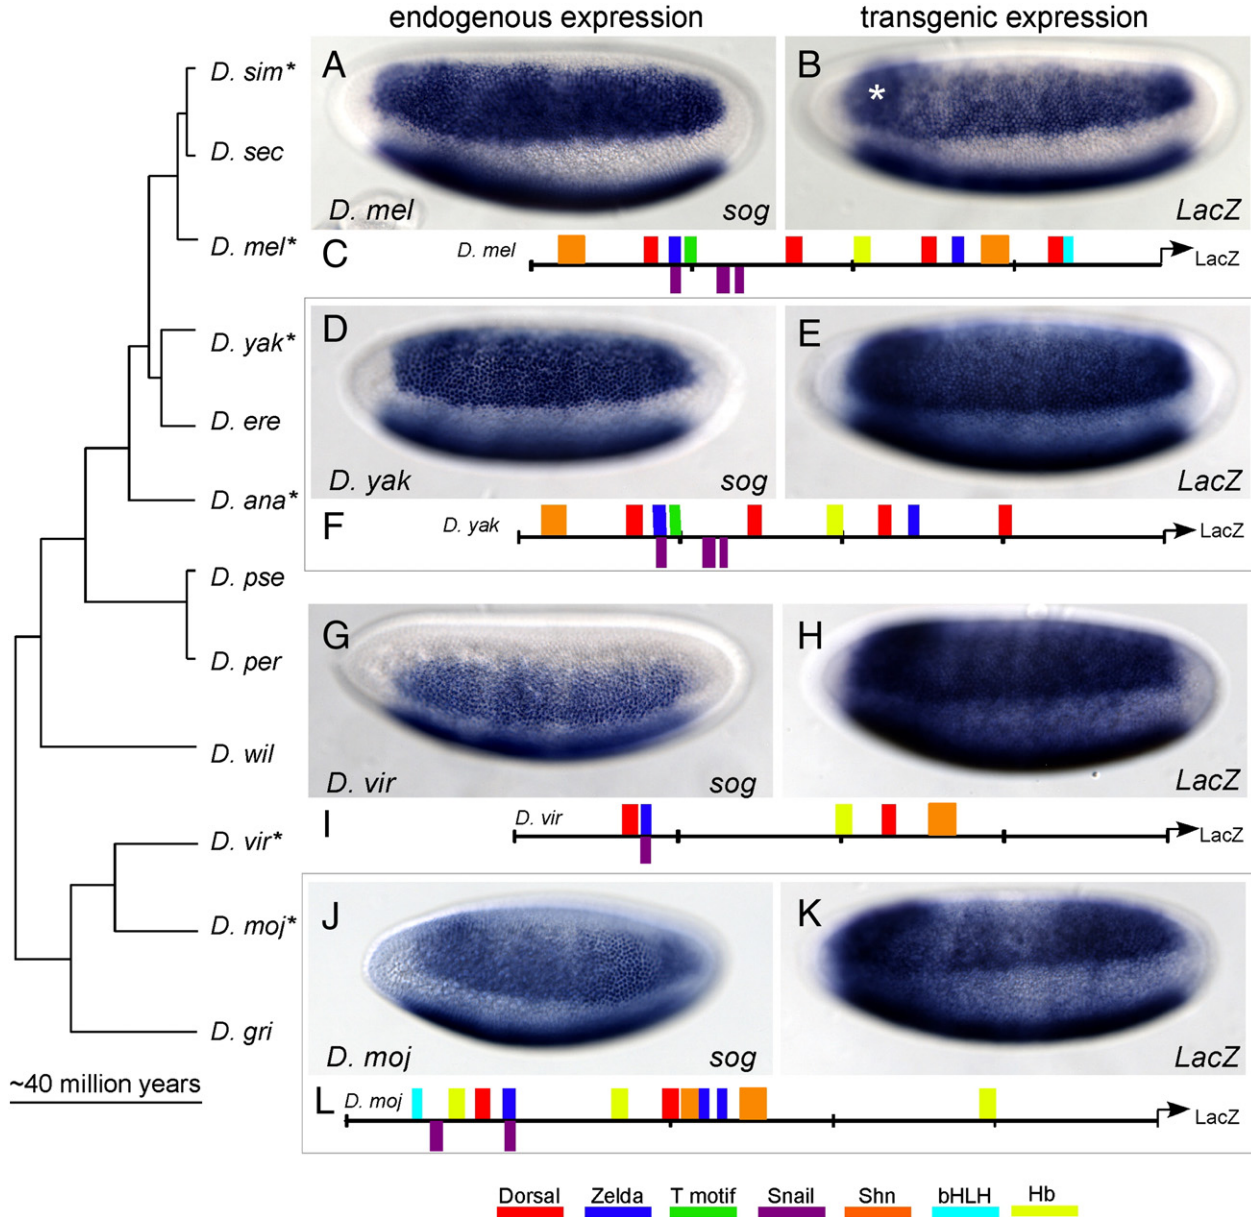 endogenous expression
transgenic expression
D. sim*
D. sec
D. mel*
D. yak*
D. ere
D. ana*
D. pse
D. per
D. wil
D. vir*
D. moj*
D. gri
~40 million years
A
D. mel
sog
B
*
LacZ
C
D. mel
LacZ
D
D. yak
sog
E
LacZ
F
D. yak
LacZ
G
D. vir
sog
H
LacZ
I
D. vir
LacZ
J
D. moj
sog
K
LacZ
L
D. moj
LacZ
Dorsal
Zelda
T motif
Snail
Shn
bHLH
Hb